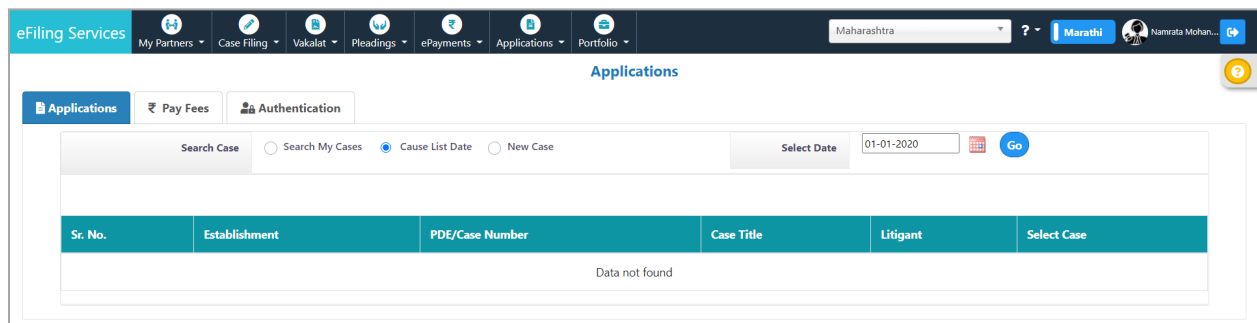 eFiling Services
My Partners Case Filing Vakalat Pleadings ePayments Applications Portfolio
Maharashtra
? Marathi Namrata Mohan...
Applications
?
Applications ₹ Pay Fees Authentication
Search Case Search My Cases Cause List Date New Case Select Date 01-01-2020 Go
Sr. No. Establishment PDE/Case Number Case Title Litigant Select Case
Data not found